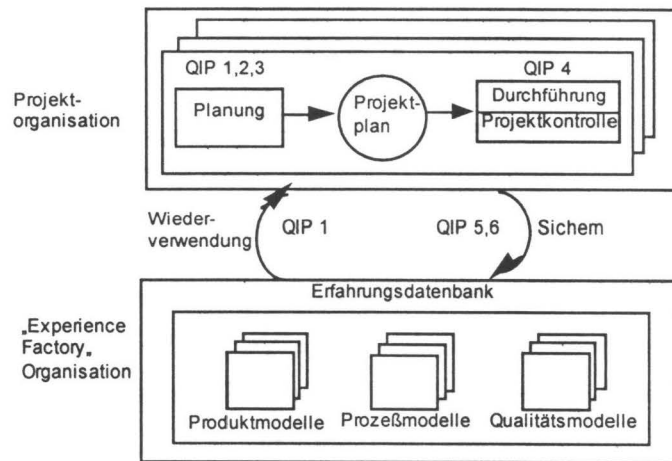 QIP 1,2,3
QIP 4
Projekt-
organisation
Planung
Projekt-
plan
Durchführung
Projektkontrolle
Wieder-
verwendung
QIP 1
QIP 5,6
Sichern
Erfahrungsdatenbank
„Experience
Factory„
Organisation
Produktmodelle
Prozeßmodelle
Qualitätsmodelle